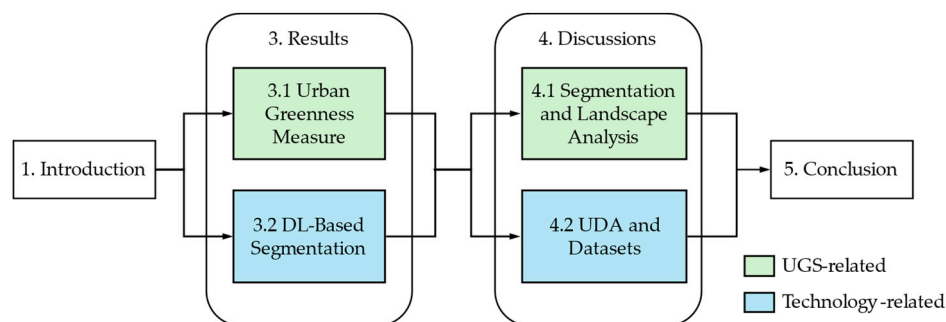 1. Introduction
3. Results
3.1 Urban
Greenness
Measure
3.2 DL-Based
Segmentation
4. Discussions
4.1 Segmentation
and Landscape
Analysis
4.2 UDA and
Datasets
5. Conclusion
UGS-related
Technology-related